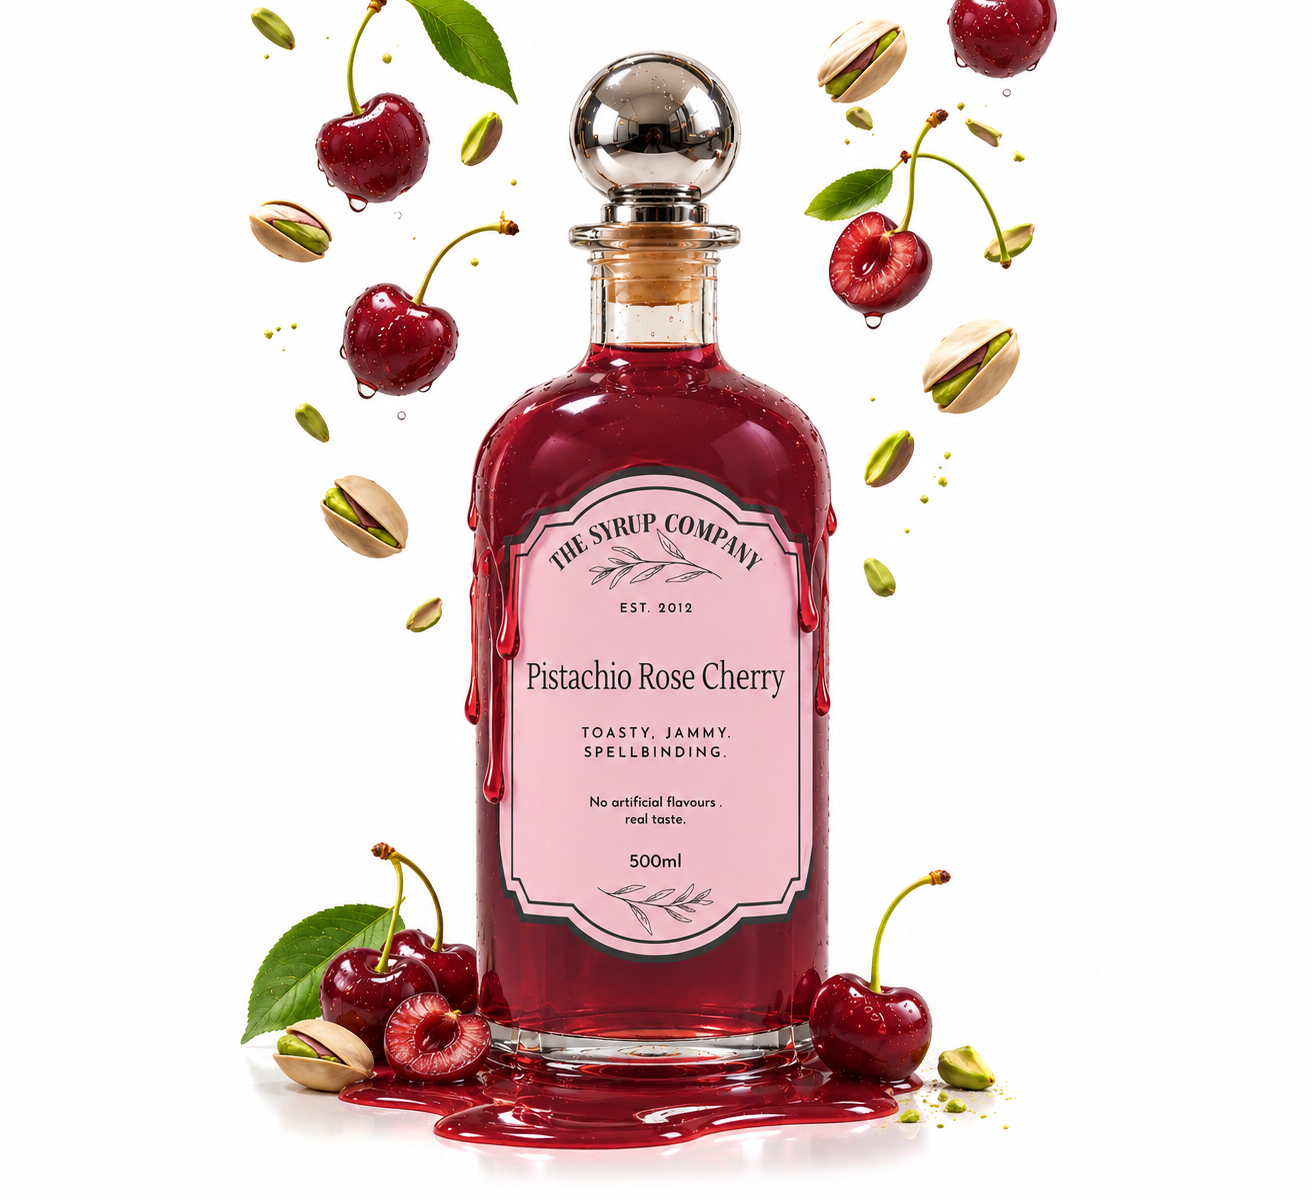 THE SYRUP COMPANY
EST. 2012
Pistachio Rose Cherry
TOASTY, JAMMY.
SPELLBINDING.
No artificial flavours .
real taste.
500ml